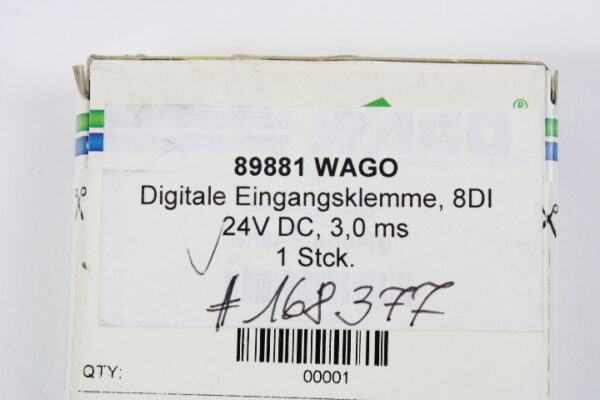 ®
89881 WAGO
Digitale Eingangsklemme, 8DI
24V DC, 3,0 ms
1 Stck.
#168377
QTY: 00001